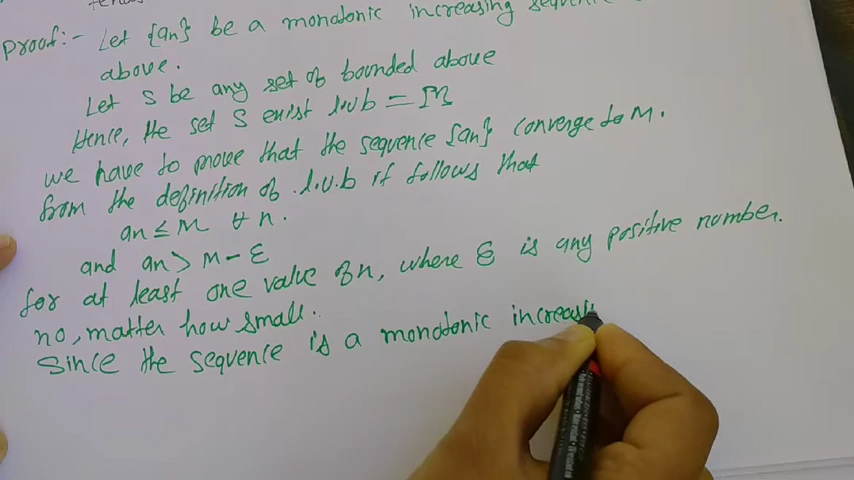 Proof:- Let {an} be a monotonic increasing sequence
above.
Let S be any set of bounded above
Hence, the set S exist l.u.b = M
we have to prove that the sequence {an} converge to M.
from the definition of l.u.b it follows that
an ≤ M ∀ n.
and an > M - ε
for at least one value of n, where ε is any positive number.
no, matter how small.
Since the sequence is a monotonic increasi